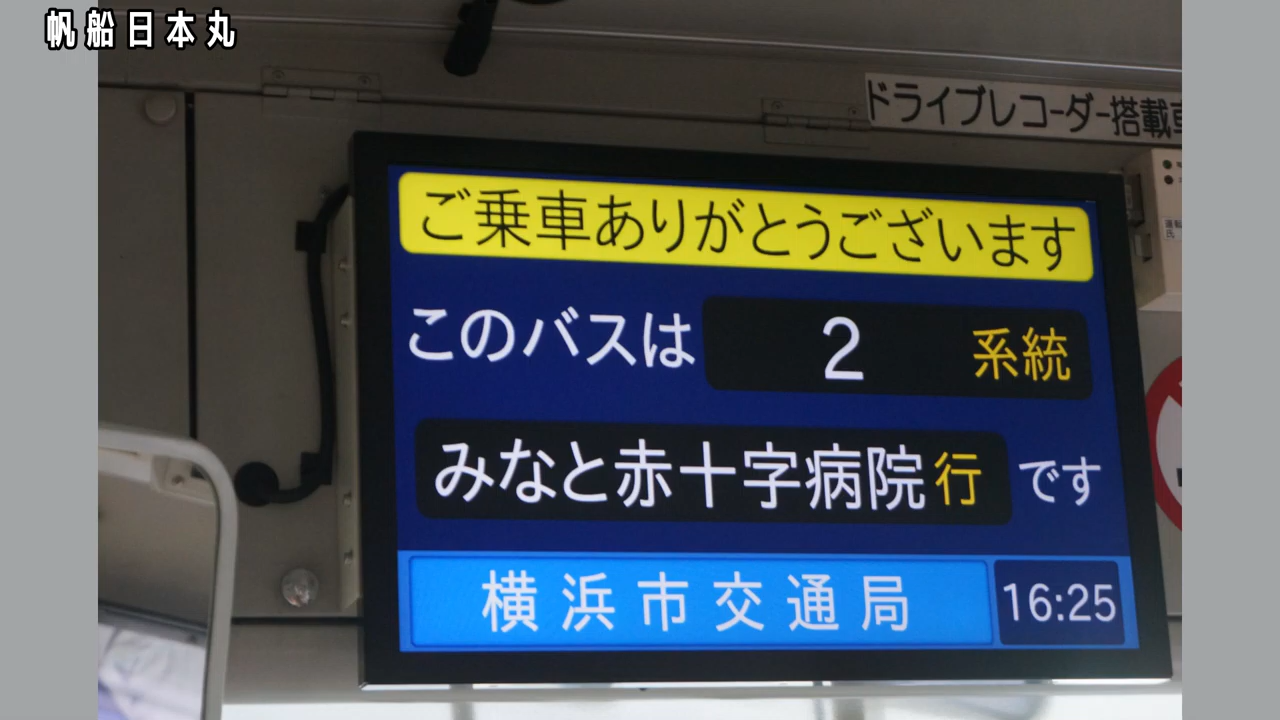 帆船日本丸
ドライブレコーダー搭載車
ご乗車ありがとうございます
このバスは 2 系統
みなと赤十字病院行 です
横浜市交通局 16:25